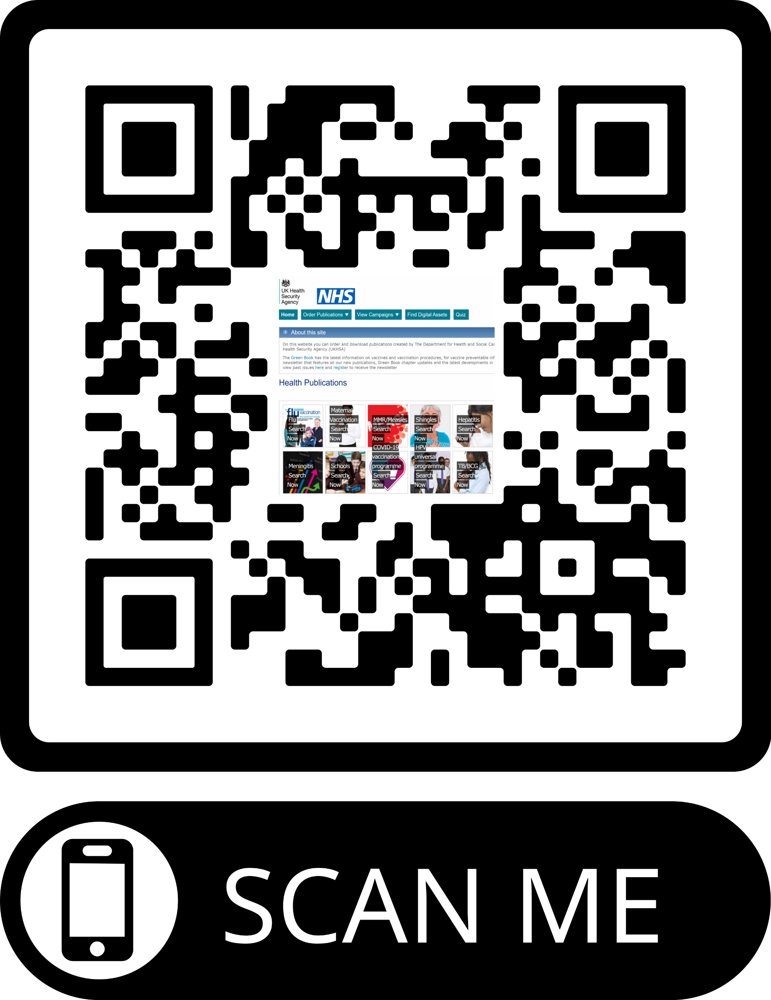 UK Health
Security
Agency
NHS
Home Order Publications ▼ View Campaigns ▼ Find Digital Assets Quiz
About this site
On this website you can order and download publications created by The Department for Health and Social Car
Health Security Agency (UKHSA)
The Green Book has the latest information on vaccines and vaccination procedures, for vaccine preventable inf
newsletter that features all our new publications, Green Book chapter updates and the latest developments in
view past issues here and register to receive the newsletter
Health Publications
flu vaccination
Flu
Search
Now
Maternal
Vaccination
Search
Now
MMR/Measles
Search
Now
Shingles
Search
Now
Hepatitis
Search
Now
Meningitis
Search
Now
Schools
Search
Now
COVID-19
vaccination
programme
Search
Now
HPV
universal
programme
Search
Now
TB/BCG
Search
Now
SCAN ME